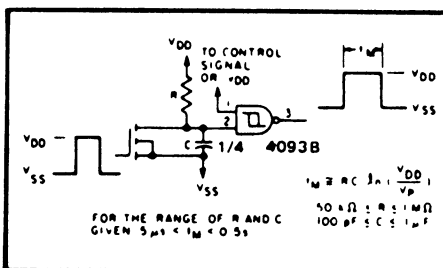 VDD
TO CONTROL
SIGNAL
OR VDD
tM
R
1
2
3
VDD
VSS
C
1/4 4093B
VDD
VSS
VSS
tM ≅ RC ln (VDD/VP)
50 kΩ ≤ R ≤ 1 MΩ
100 pF ≤ C ≤ 1 µF
FOR THE RANGE OF R AND C
GIVEN 5 µs < tM < 0.5s